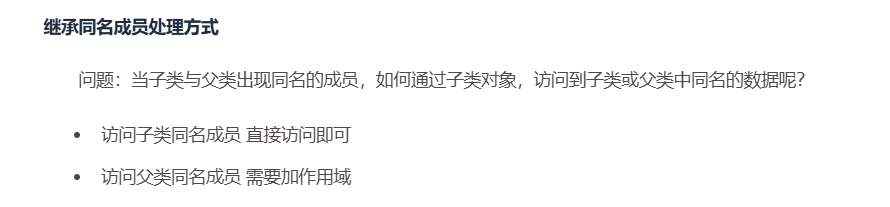 继承同名成员处理方式
问题：当子类与父类出现同名的成员，如何通过子类对象，访问到子类或父类中同名的数据呢？
• 访问子类同名成员 直接访问即可
• 访问父类同名成员 需要加作用域